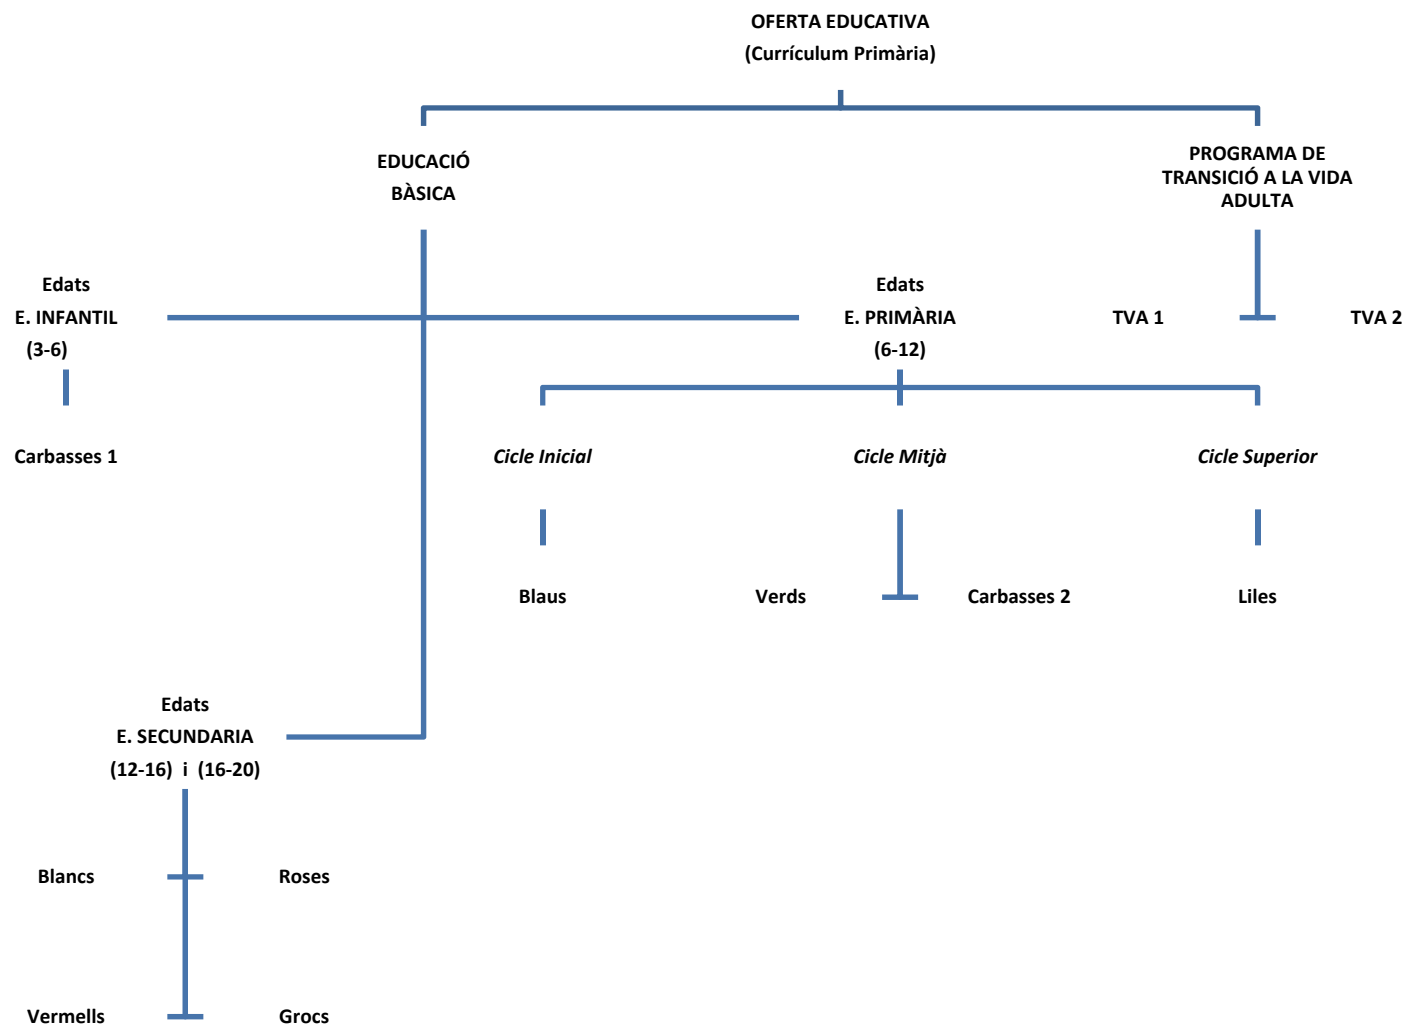 OFERTA EDUCATIVA
(Currículum Primària)
EDUCACIÓ
BÀSICA
PROGRAMA DE
TRANSICIÓ A LA VIDA
ADULTA
Edats
E. INFANTIL
(3-6)
Edats
E. PRIMÀRIA
(6-12)
TVA 1
TVA 2
Carbasses 1
Cicle Inicial
Cicle Mitjà
Cicle Superior
Blaus
Verds
Carbasses 2
Liles
Edats
E. SECUNDARIA
(12-16) i (16-20)
Blancs
Roses
Vermells
Grocs